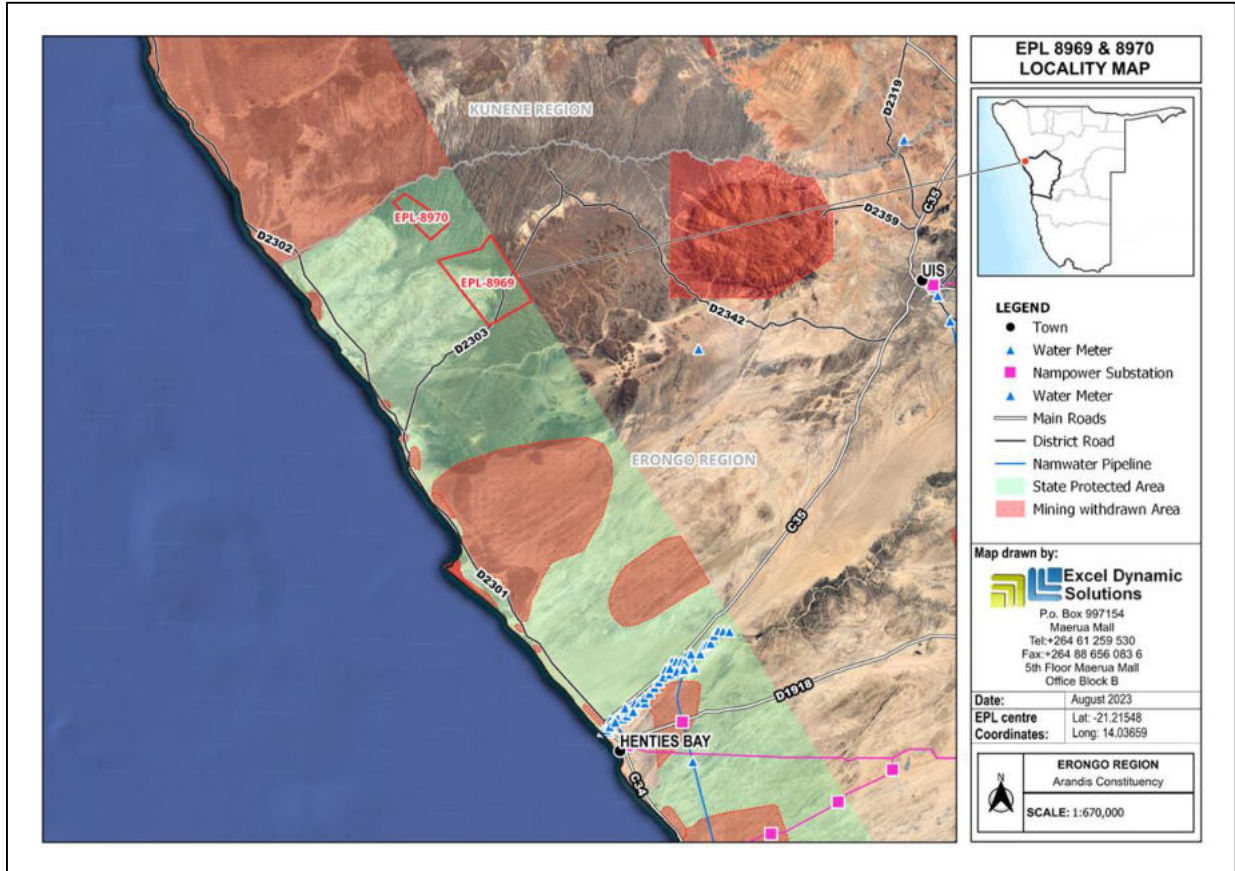 EPL 8969 & 8970
LOCALITY MAP
KUNENE REGION
D2319
C35
D2359
EPL-8970
D2302
EPL-8969
UIS
D2342
D2303
ERONGO REGION
C35
D2301
D1918
HENTIES BAY
C34
LEGEND
Town
Water Meter
Nampower Substation
Water Meter
Main Roads
District Road
Namwater Pipeline
State Protected Area
Mining withdrawn Area
Map drawn by:
Excel Dynamic
Solutions
P.o. Box 997154
Maerua Mall
Tel:+264 61 259 530
Fax:+264 88 656 083 6
5th Floor Maerua Mall
Office Block B
Date: August 2023
EPL centre Lat: -21.21548
Coordinates: Long: 14.03659
N
ERONGO REGION
Arandis Constituency
SCALE: 1:670,000